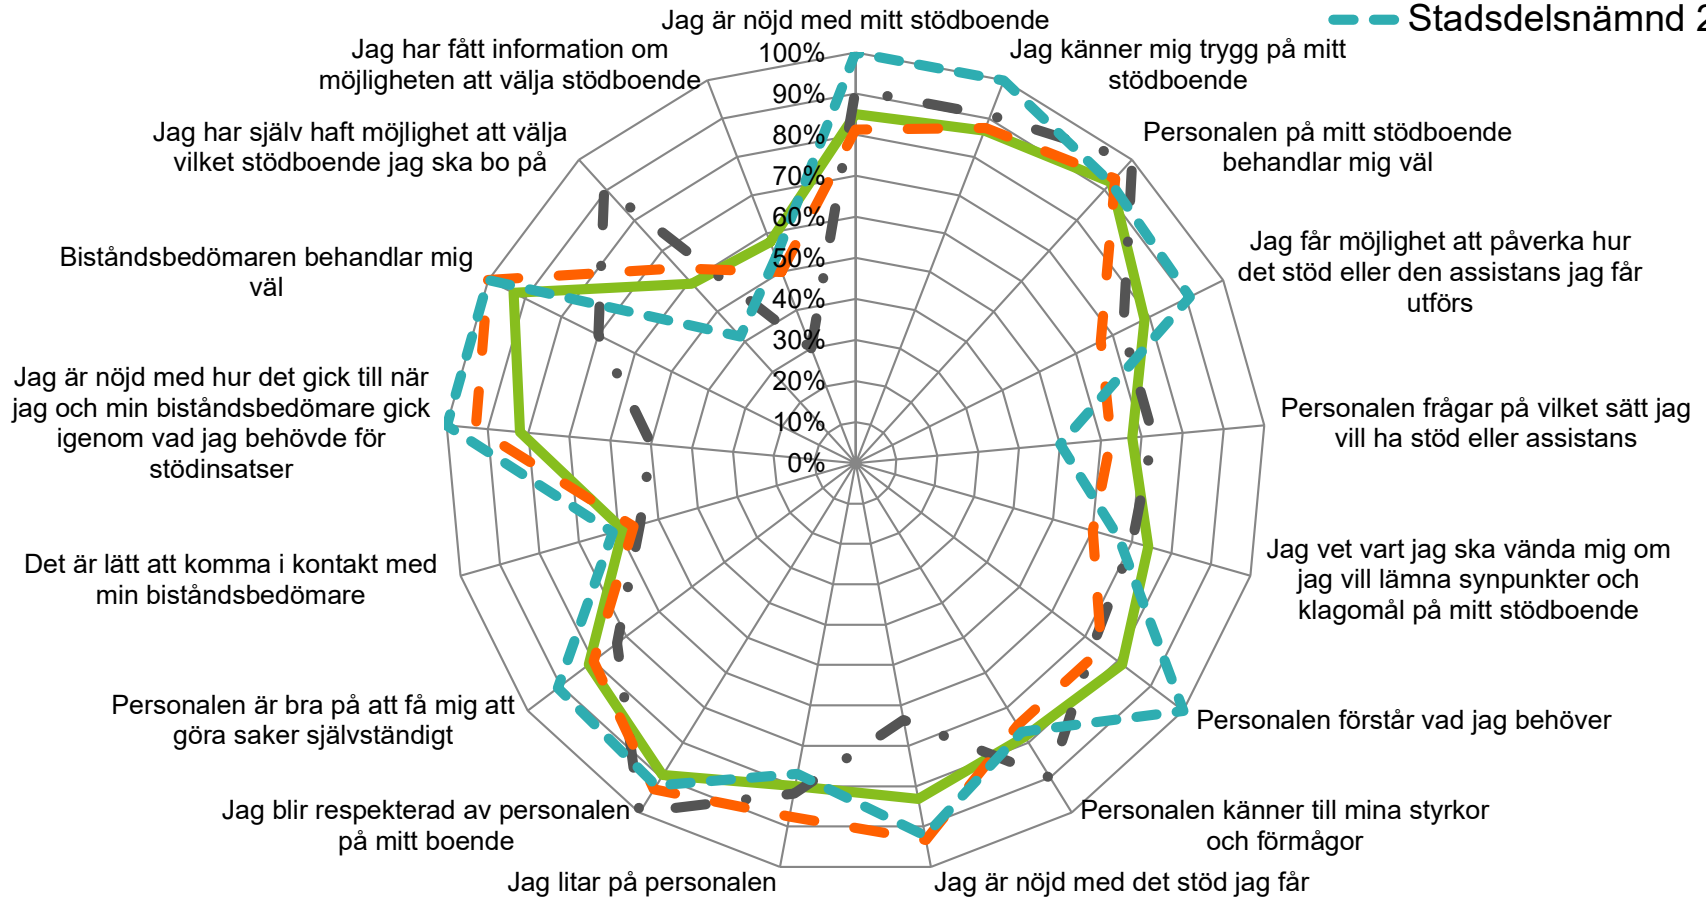 Jag är nöjd med mitt stödboende
Stadsdelsnämnd 2
Jag känner mig trygg på mitt
stödboende
Personalen på mitt stödboende
behandlar mig väl
Jag får möjlighet att påverka hur
det stöd eller den assistans jag får
utförs
Personalen frågar på vilket sätt jag
vill ha stöd eller assistans
Jag vet vart jag ska vända mig om
jag vill lämna synpunkter och
klagomål på mitt stödboende
Personalen förstår vad jag behöver
Personalen känner till mina styrkor
och förmågor
Jag är nöjd med det stöd jag får
Jag litar på personalen
Jag blir respekterad av personalen
på mitt boende
Personalen är bra på att få mig att
göra saker självständigt
Det är lätt att komma i kontakt med
min biståndsbedömare
Jag är nöjd med hur det gick till när
jag och min biståndsbedömare gick
igenom vad jag behövde för
stödinsatser
Biståndsbedömaren behandlar mig
väl
Jag har själv haft möjlighet att välja
vilket stödboende jag ska bo på
Jag har fått information om
möjligheten att välja stödboende
100%
90%
80%
70%
60%
50%
40%
30%
20%
10%
0%